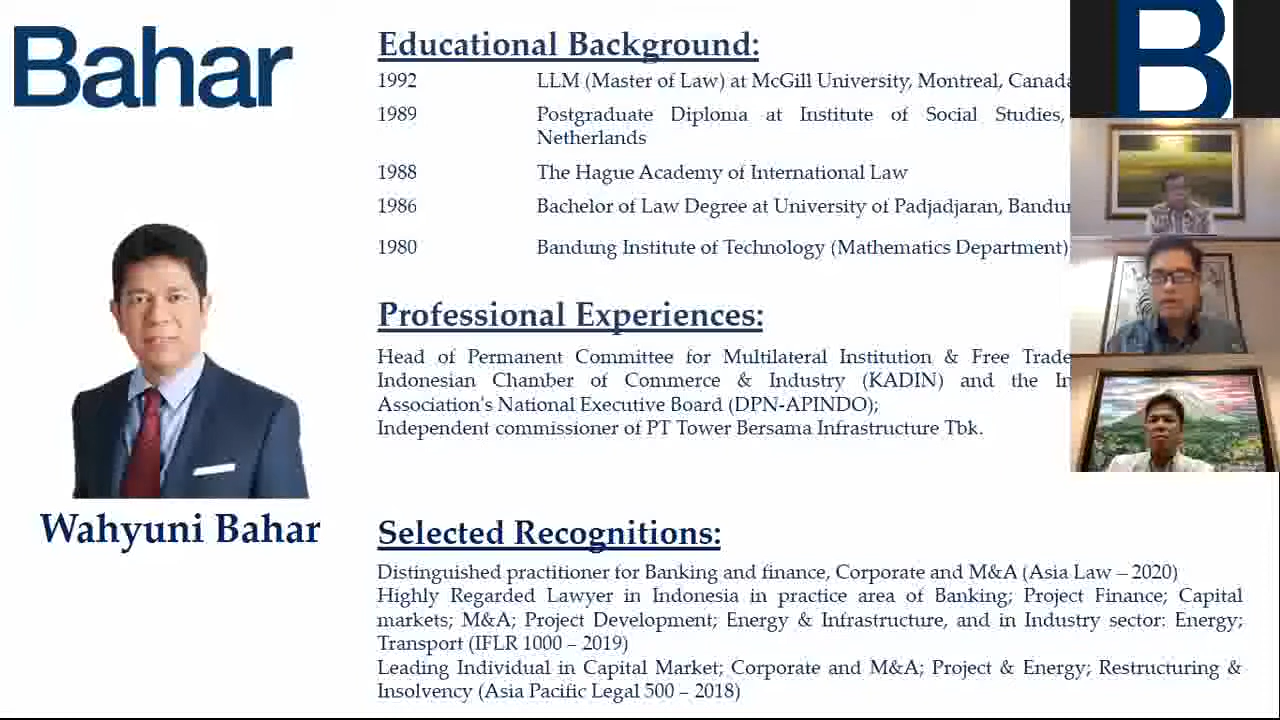 Bahar
B
Educational Background:
1992 LLM (Master of Law) at McGill University, Montreal, Canada
1989 Postgraduate Diploma at Institute of Social Studies,
Netherlands
1988 The Hague Academy of International Law
1986 Bachelor of Law Degree at University of Padjadjaran,
1980 Bandung Institute of Technology (Mathematics Department)
Professional Experiences:
Head of Permanent Committee for Multilateral Institution & Free Trade
Indonesian Chamber of Commerce & Industry (KADIN) and the
Association's National Executive Board (DPN-APINDO);
Independent commissioner of PT Tower Bersama Infrastructure Tbk.
Wahyuni Bahar
Selected Recognitions:
Distinguished practitioner for Banking and finance, Corporate and M&A (Asia Law – 2020)
Highly Regarded Lawyer in Indonesia in practice area of Banking; Project Finance; Capital
markets; M&A; Project Development; Energy & Infrastructure, and in Industry sector: Energy;
Transport (IFLR 1000 – 2019)
Leading Individual in Capital Market; Corporate and M&A; Project & Energy; Restructuring &
Insolvency (Asia Pacific Legal 500 – 2018)